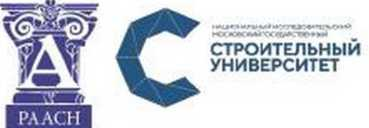 РААСН
НАЦИОНАЛЬНЫЙ ИССЛЕДОВАТЕЛЬСКИЙ
МОСКОВСКИЙ ГОСУДАРСТВЕННЫЙ
СТРОИТЕЛЬНЫЙ
УНИВЕРСИТЕТ